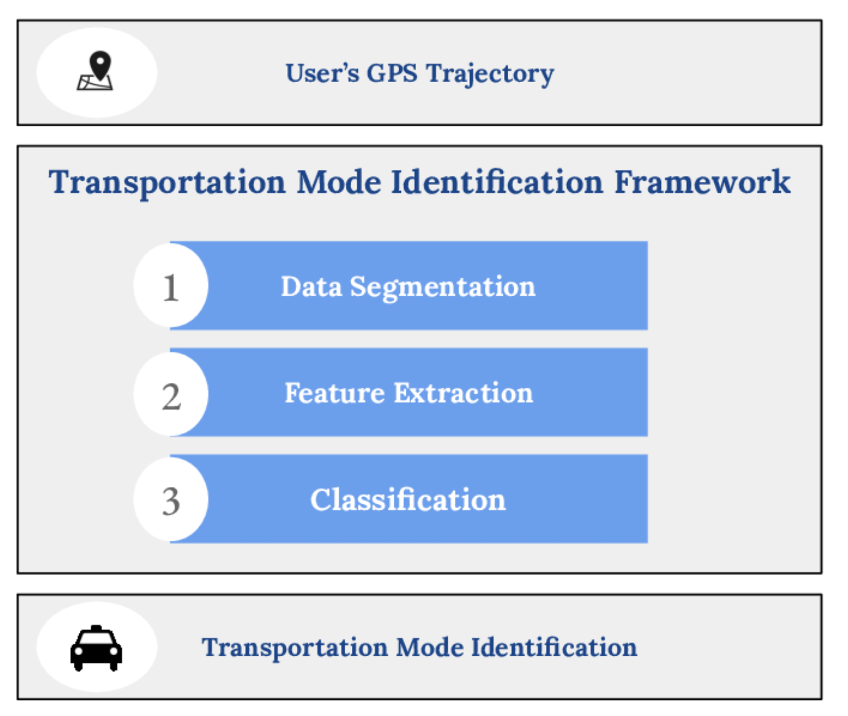 User’s GPS Trajectory
Transportation Mode Identification Framework
1 Data Segmentation
2 Feature Extraction
3 Classification
Transportation Mode Identification